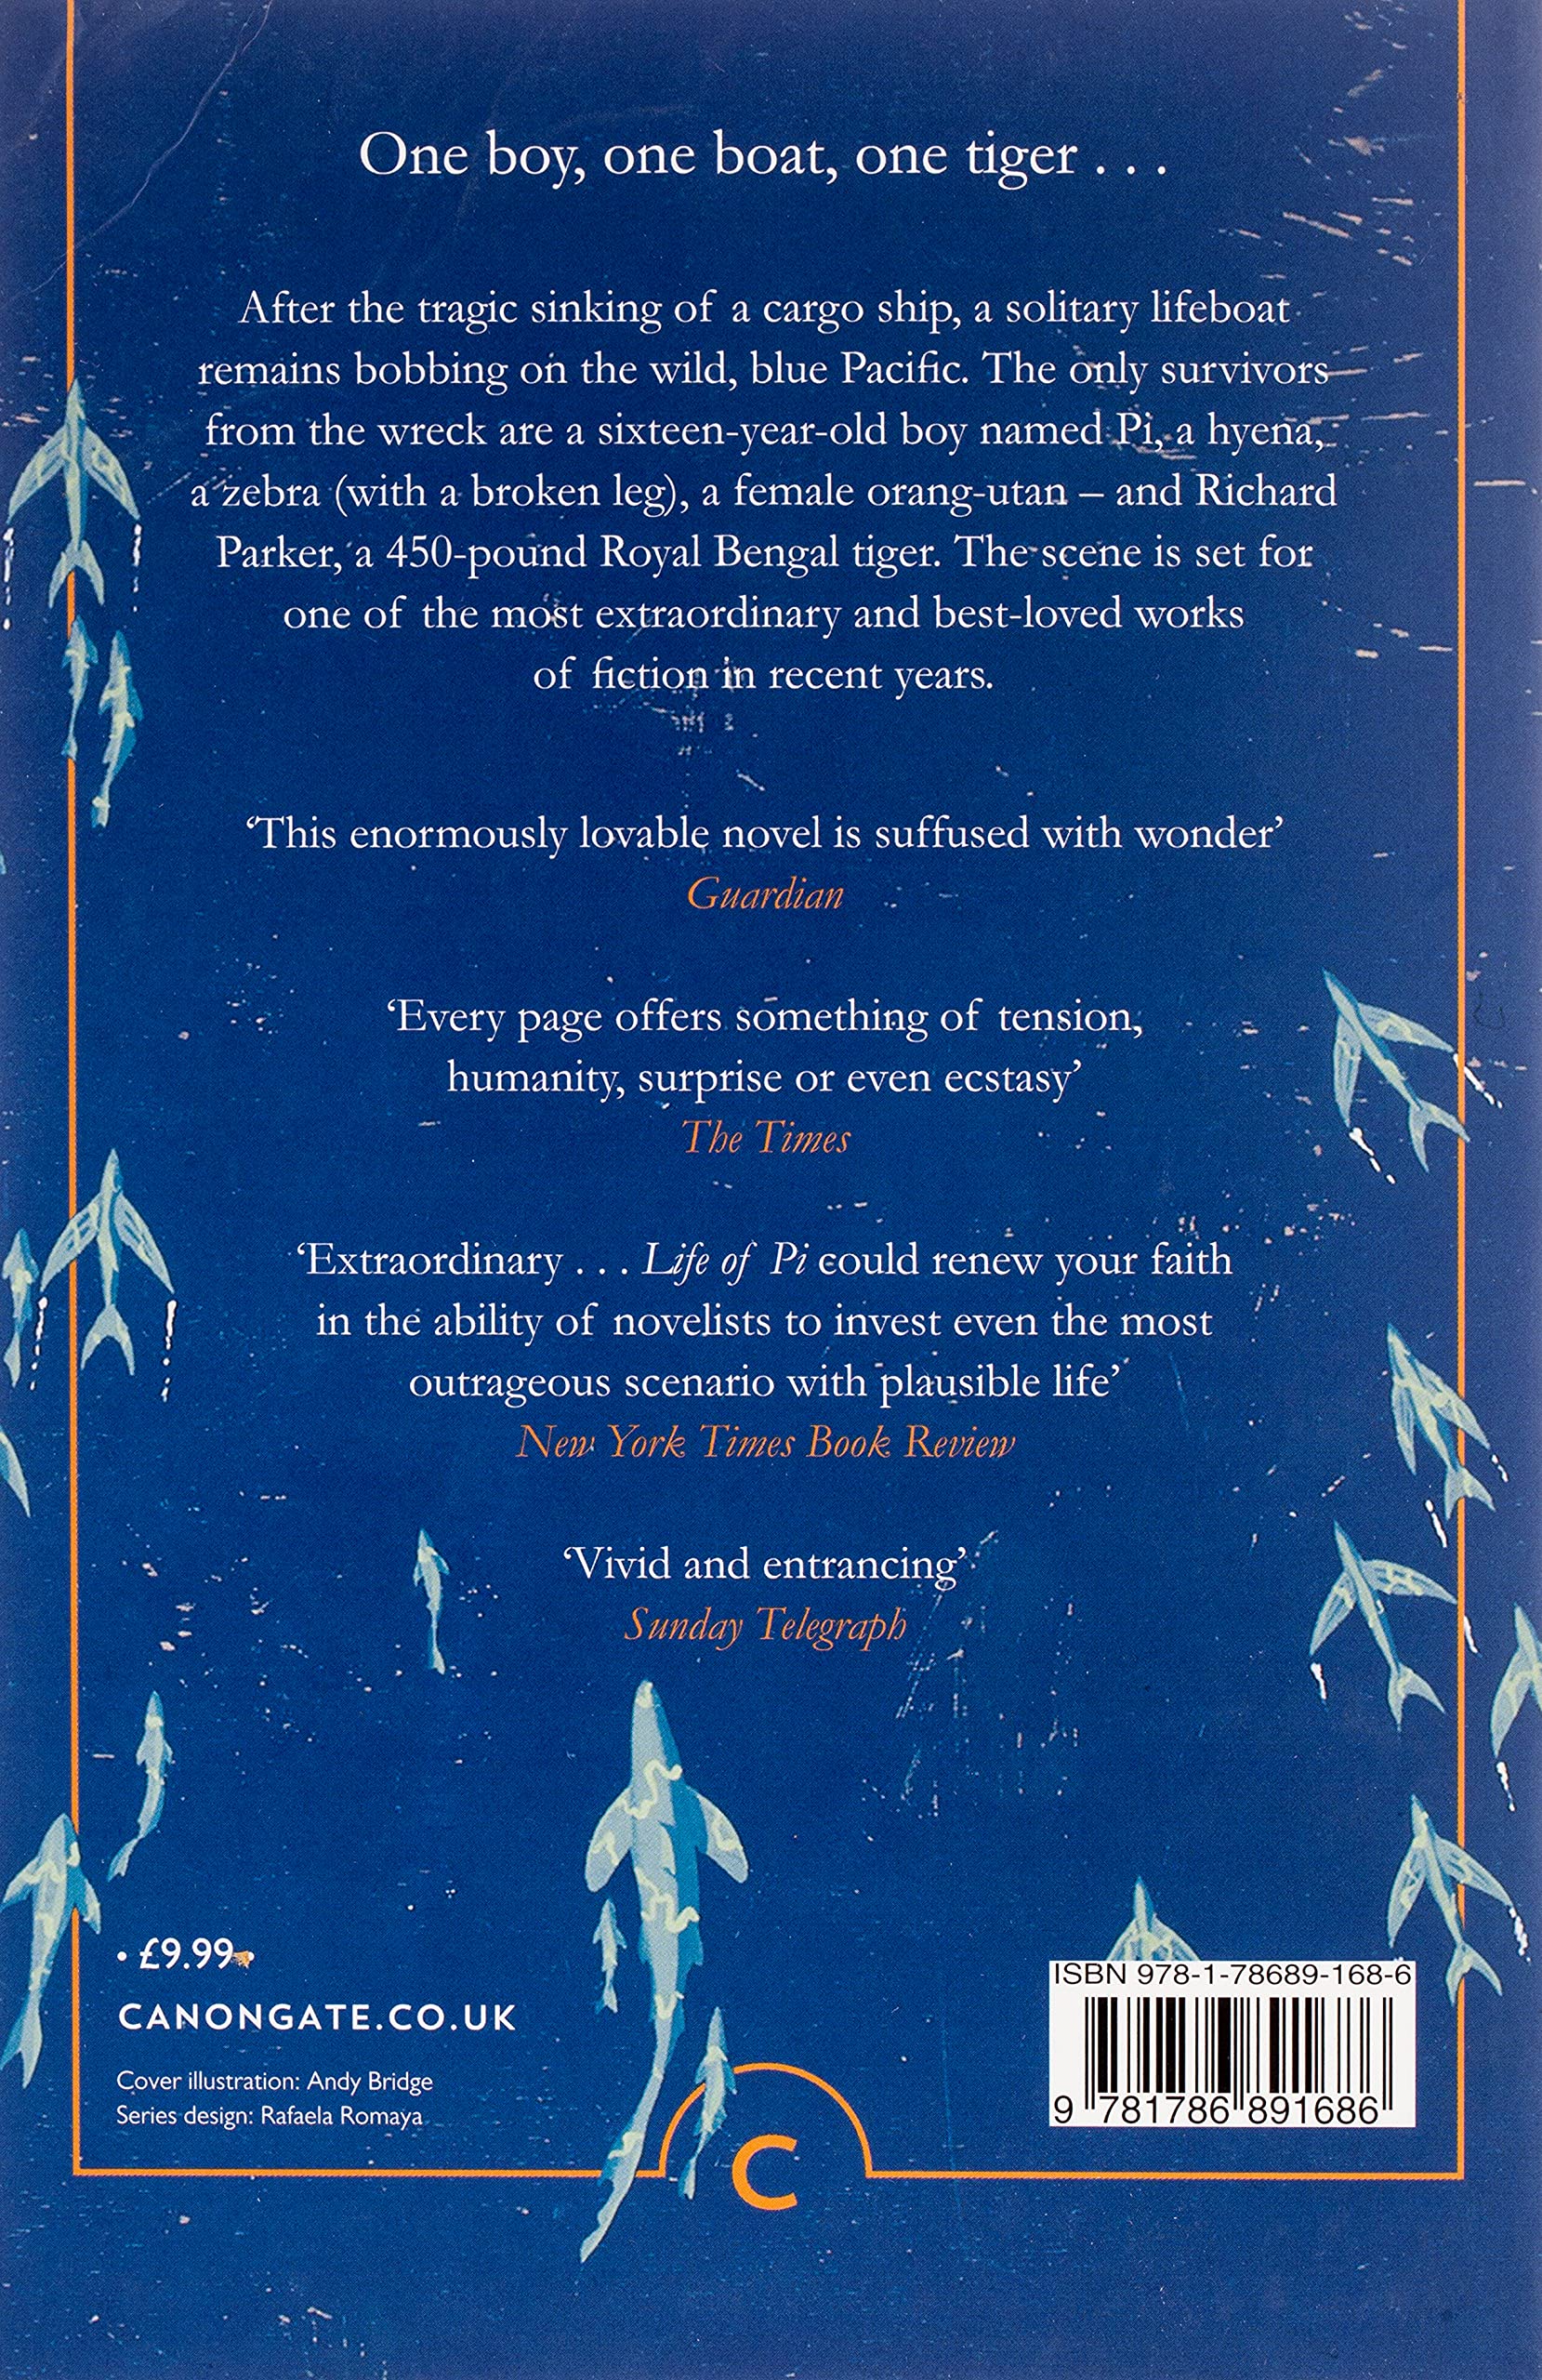 One boy, one boat, one tiger . . .
After the tragic sinking of a cargo ship, a solitary lifeboat
remains bobbing on the wild, blue Pacific. The only survivors
from the wreck are a sixteen-year-old boy named Pi, a hyena,
a zebra (with a broken leg), a female orang-utan – and Richard
Parker, a 450-pound Royal Bengal tiger. The scene is set for
one of the most extraordinary and best-loved works
of fiction in recent years.
‘This enormously lovable novel is suffused with wonder’
Guardian
‘Every page offers something of tension,
humanity, surprise or even ecstasy’
The Times
‘Extraordinary . . . Life of Pi could renew your faith
in the ability of novelists to invest even the most
outrageous scenario with plausible life’
New York Times Book Review
‘Vivid and entrancing’
Sunday Telegraph
• £9.99 •
CANONGATE.CO.UK
Cover illustration: Andy Bridge
Series design: Rafaela Romaya
ISBN 978-1-78689-168-6
9 781786 891686
C